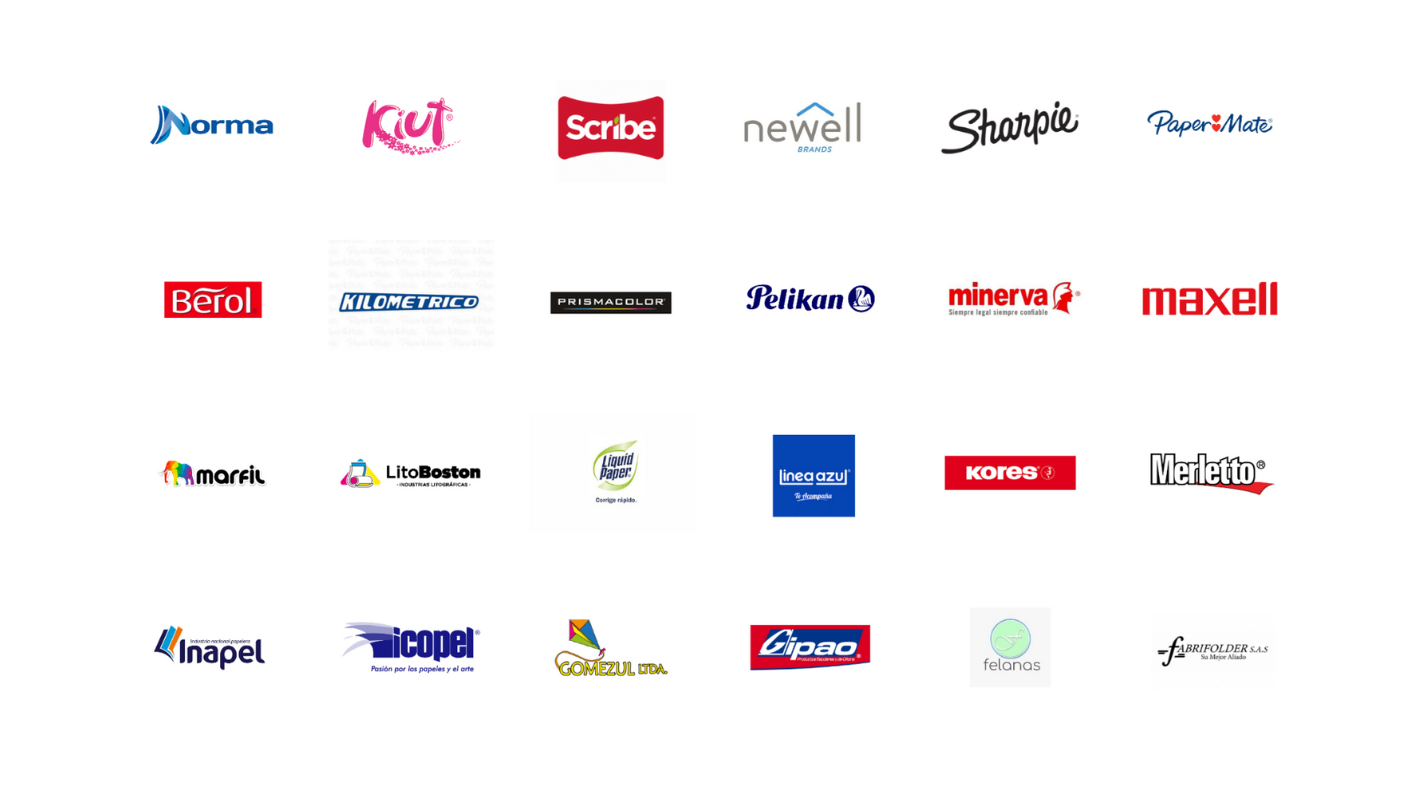 Norma
Kiut®
Scribe®
newell
BRANDS
Sharpie
Paper Mate®
Berol
KILOMETRICO
PRISMACOLOR
Pelikan
minerva®
Siempre legal siempre confiable
maxell
marfil
LitoBoston
· INDUSTRIAS LITOGRÁFICAS ·
Liquid
Paper
Corrige rápido.
linea azul®
Te Acompaña
KORES
Merletto®
Industria nacional papelera
Inapel
icopel®
Pasión por los papeles y el arte
GOMEZUL LTDA.
Gipao®
felanas
FABRIFOLDER S.A.S
Su Mejor Aliado